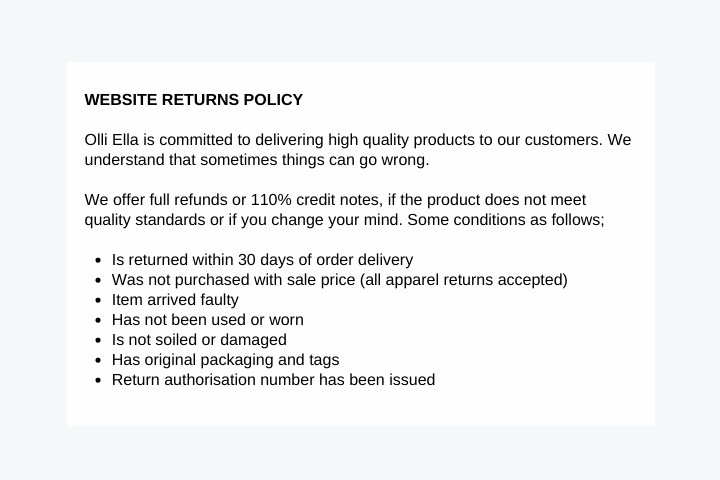 WEBSITE RETURNS POLICY
Olli Ella is committed to delivering high quality products to our customers. We
understand that sometimes things can go wrong.
We offer full refunds or 110% credit notes, if the product does not meet
quality standards or if you change your mind. Some conditions as follows;
• Is returned within 30 days of order delivery
• Was not purchased with sale price (all apparel returns accepted)
• Item arrived faulty
• Has not been used or worn
• Is not soiled or damaged
• Has original packaging and tags
• Return authorisation number has been issued